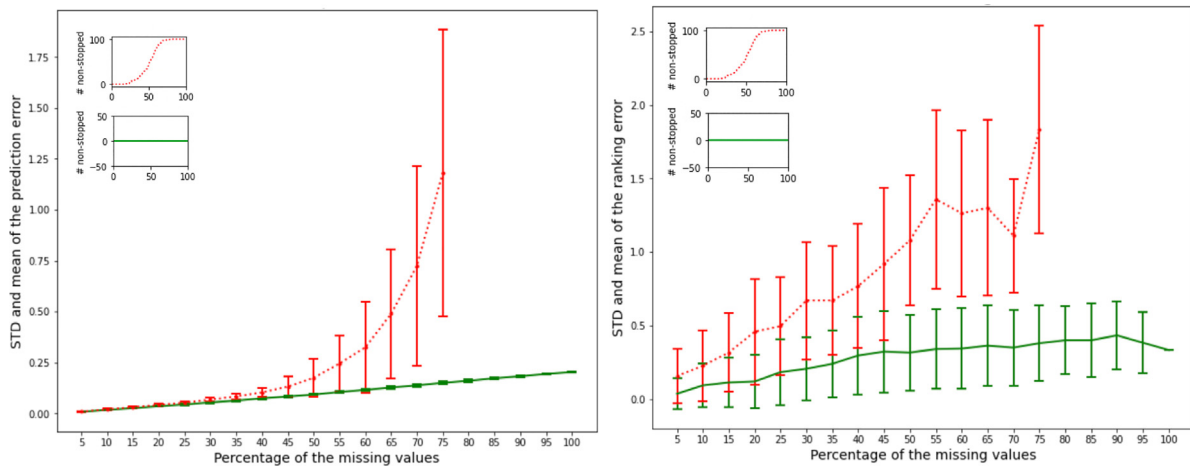 STD and mean of the prediction error
1.75
1.50
1.25
1.00
0.75
0.50
0.25
0.00
# non-stopped
100
0
0 50 100
# non-stopped
50
0
−50
0 50 100
5 10 15 20 25 30 35 40 45 50 55 60 65 70 75 80 85 90 95 100
Percentage of the missing values
STD and mean of the ranking error
2.5
2.0
1.5
1.0
0.5
0.0
# non-stopped
100
0
0 50 100
# non-stopped
50
0
−50
0 50 100
5 10 15 20 25 30 35 40 45 50 55 60 65 70 75 80 85 90 95 100
Percentage of the missing values